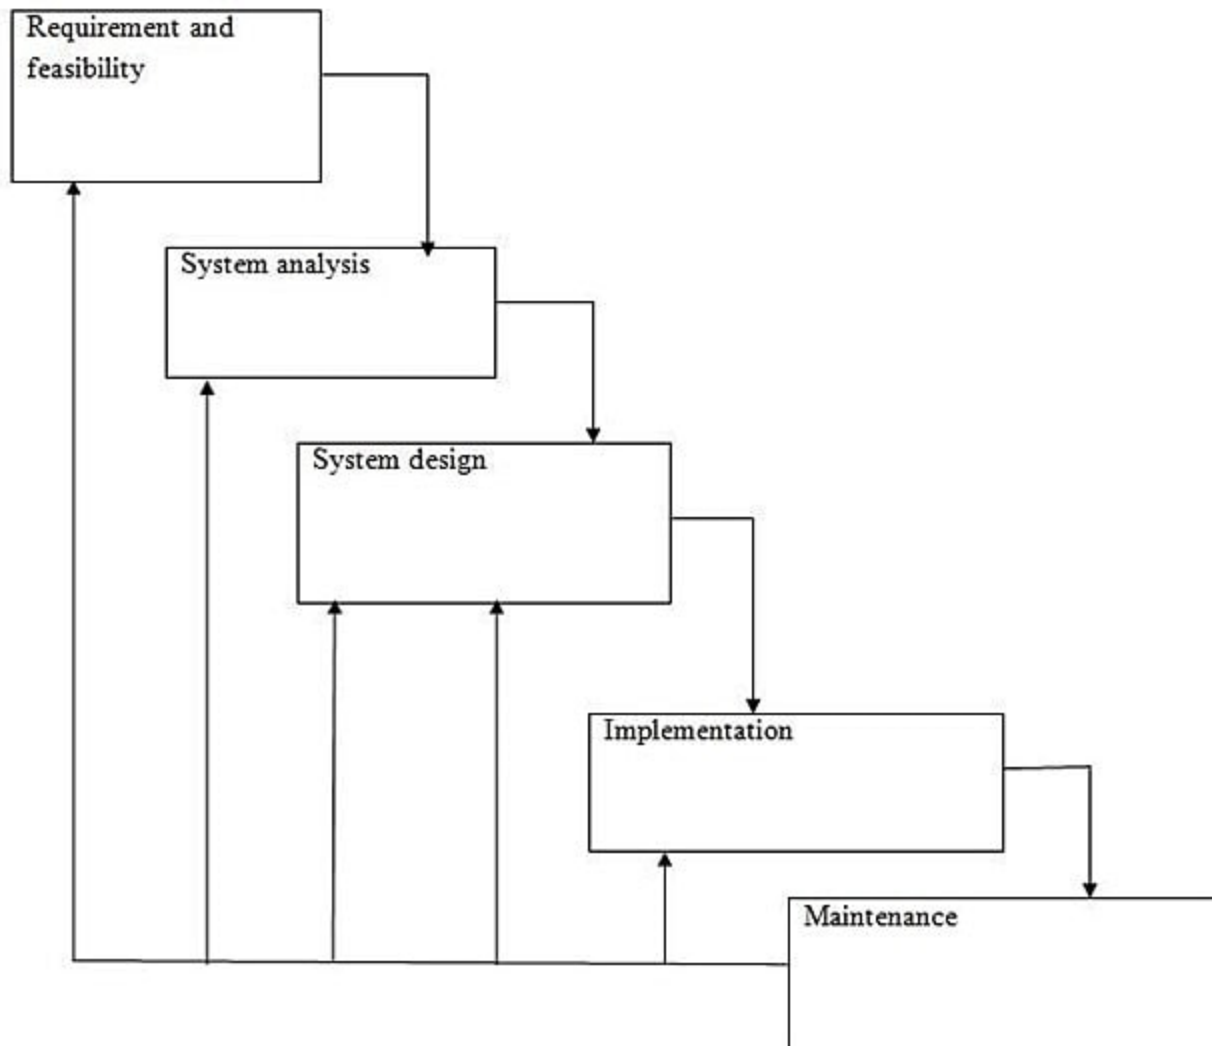 Requirement and
feasibility
System analysis
System design
Implementation
Maintenance